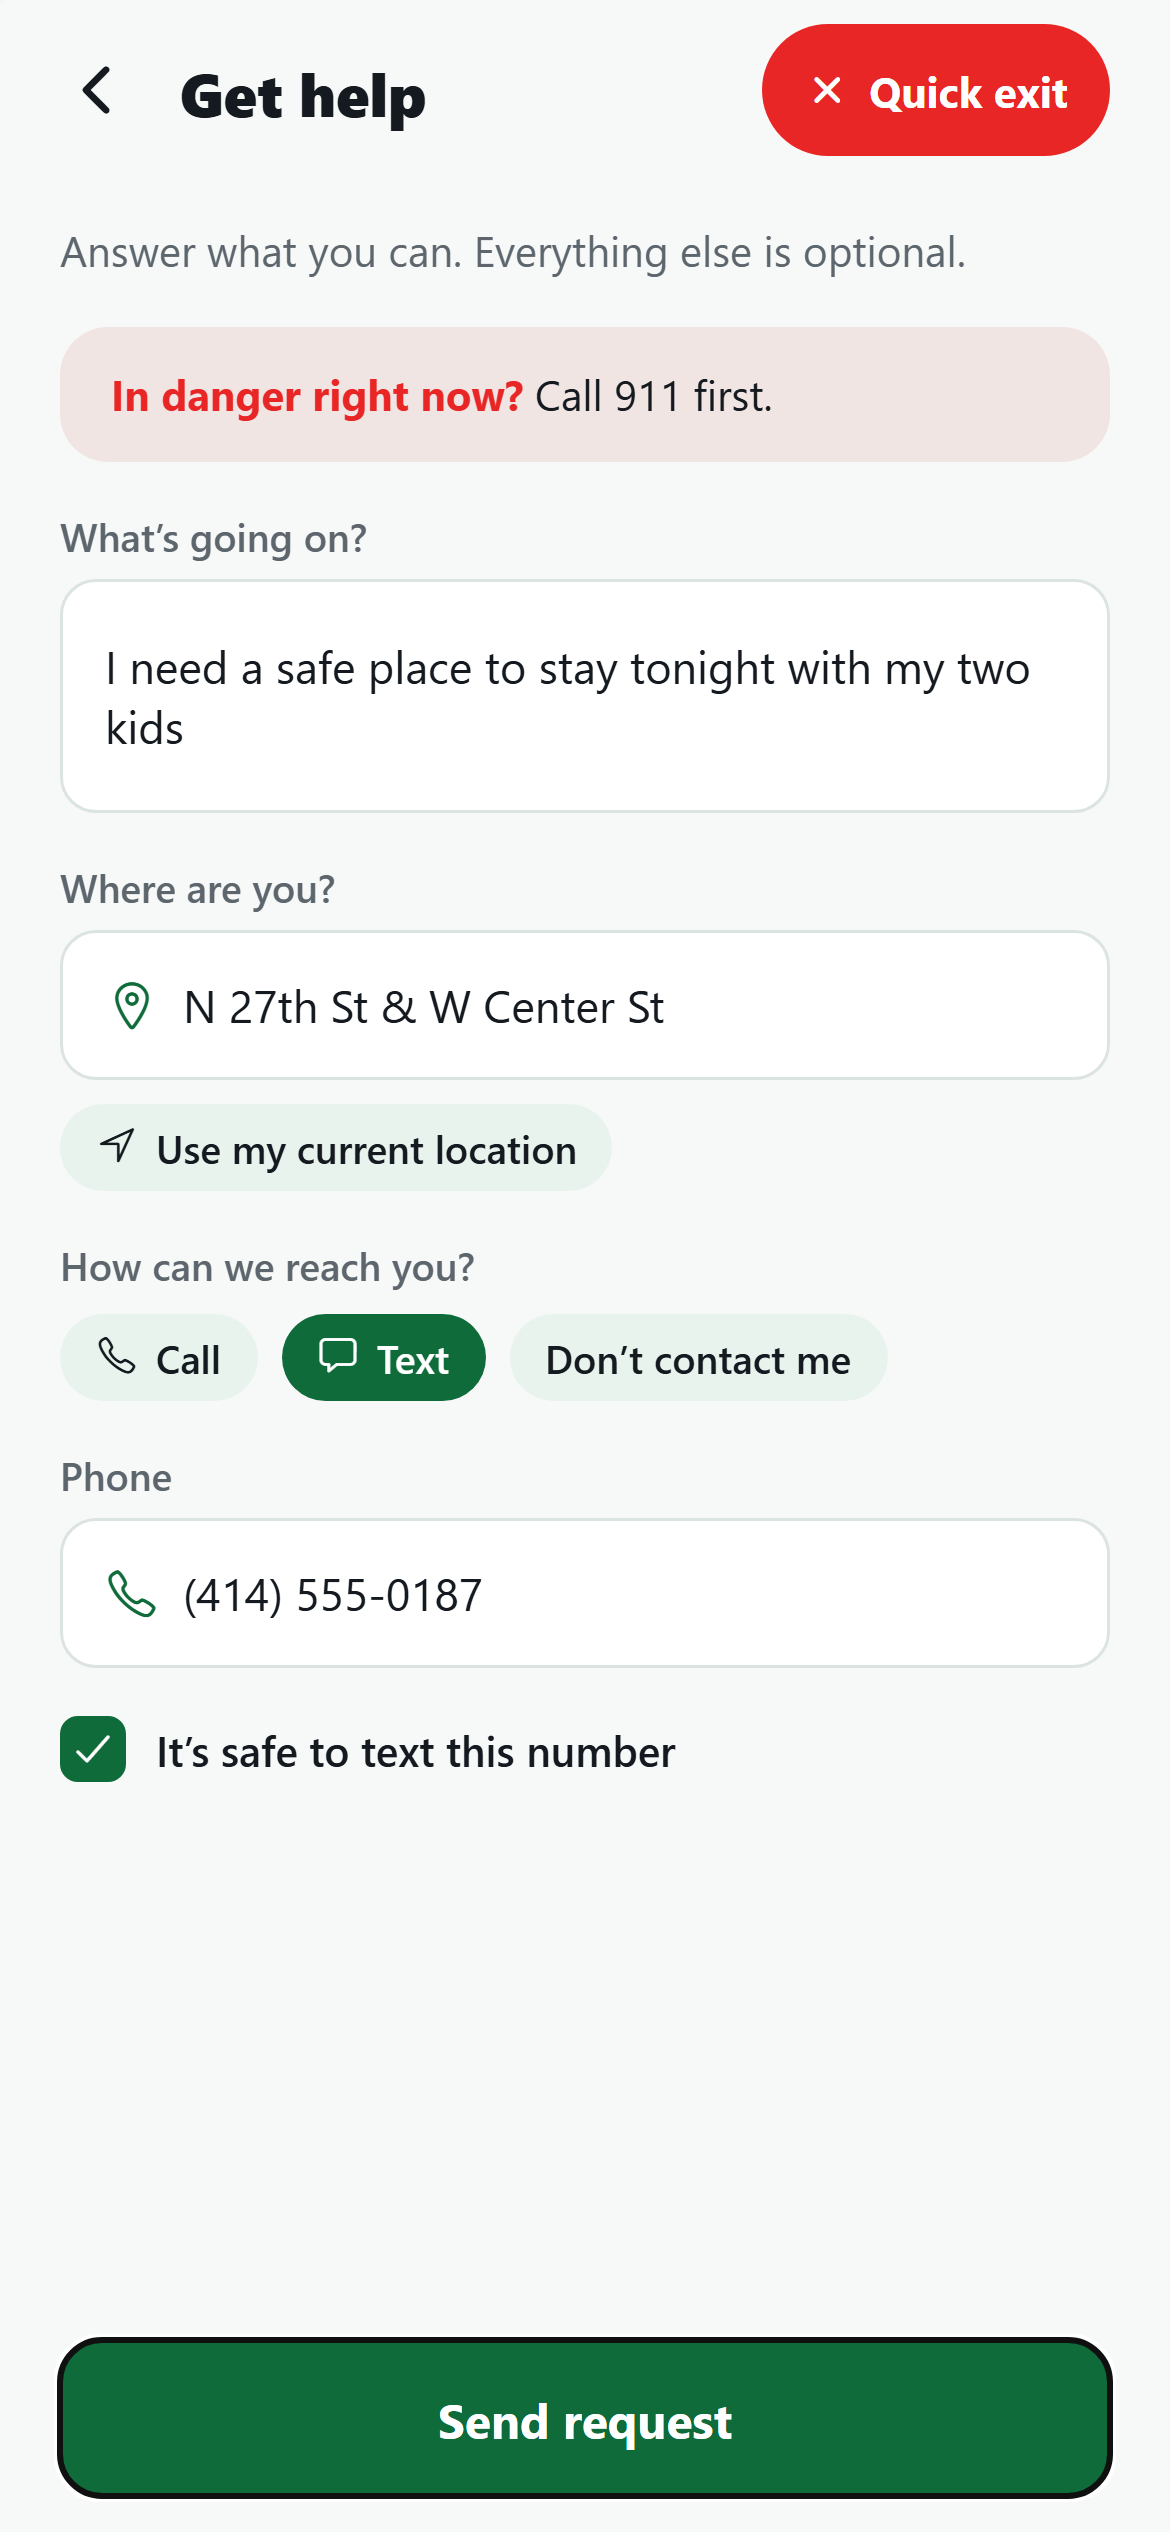 Get help
Quick exit
Answer what you can. Everything else is optional.
In danger right now? Call 911 first.
What’s going on?
I need a safe place to stay tonight with my two
kids
Where are you?
N 27th St & W Center St
Use my current location
How can we reach you?
Call
Text
Don’t contact me
Phone
(414) 555-0187
It’s safe to text this number
Send request